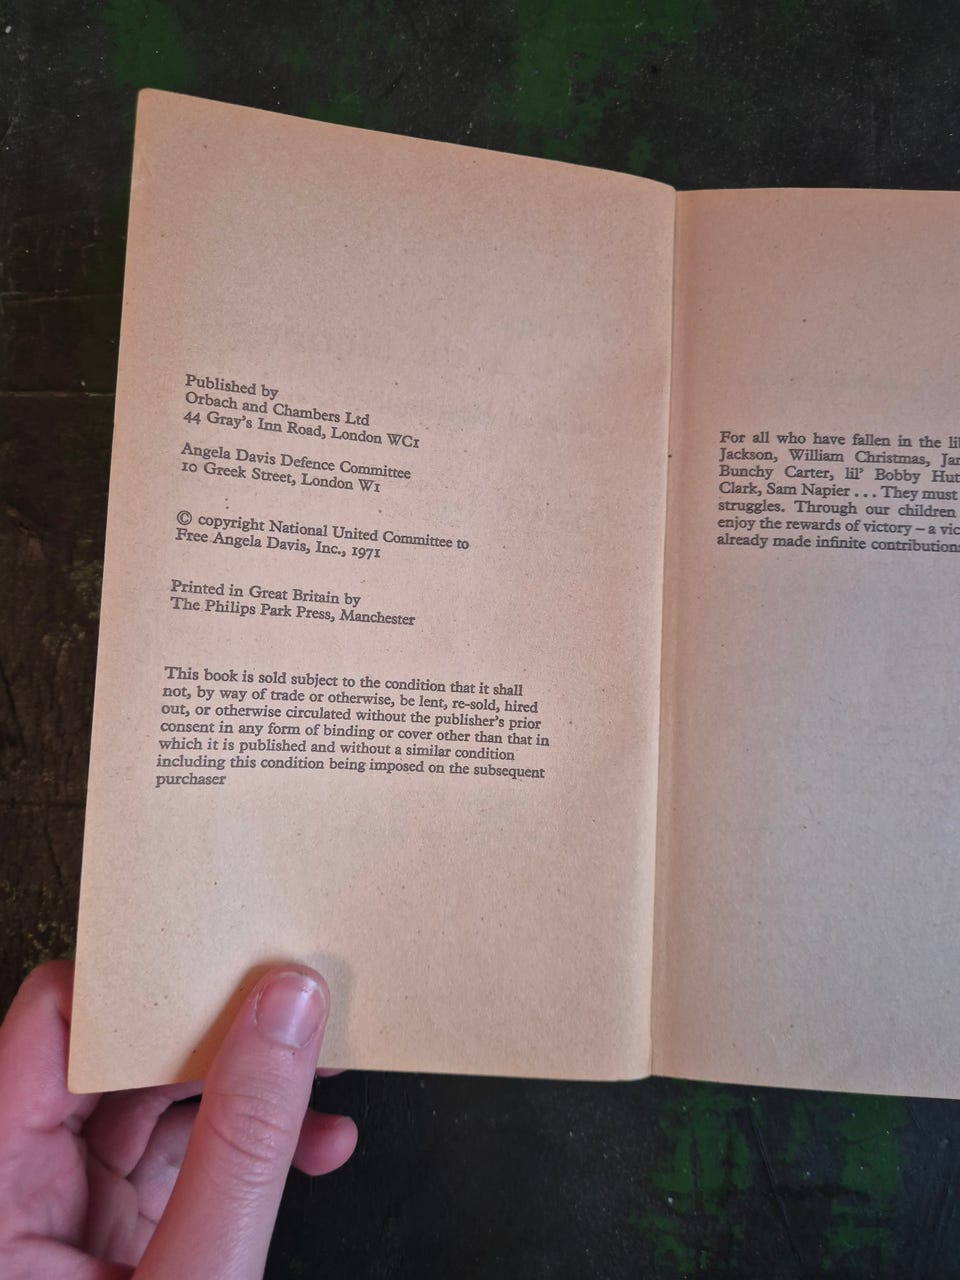 Published by
Orbach and Chambers Ltd
44 Gray's Inn Road, London WC1
Angela Davis Defence Committee
10 Greek Street, London W1
© copyright National United Committee to
Free Angela Davis, Inc., 1971
Printed in Great Britain by
The Philips Park Press, Manchester
This book is sold subject to the condition that it shall
not, by way of trade or otherwise, be lent, re-sold, hired
out, or otherwise circulated without the publisher's prior
consent in any form of binding or cover other than that in
which it is published and without a similar condition
including this condition being imposed on the subsequent
purchaser
For all who have fallen in the
Jackson, William Christmas,
Bunchy Carter, lil' Bobby
Clark, Sam Napier . . . They must
struggles. Through our children
enjoy the rewards of victory – a
already made infinite